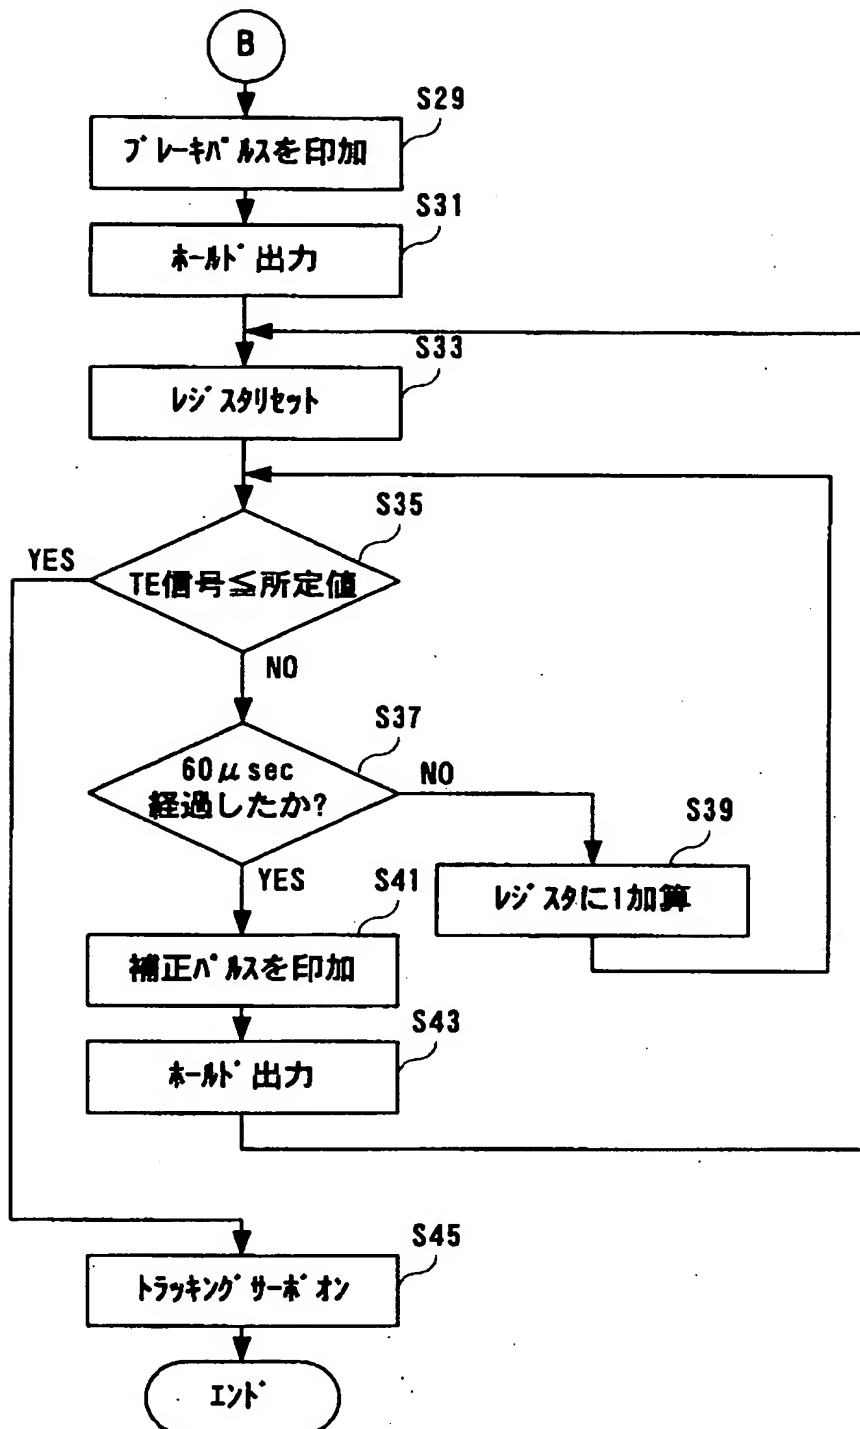 B
S29
ﾌﾞﾚｰｷﾊﾟﾙｽを印加
S31
ﾎｰﾙﾄﾞ出力
S33
ﾚｼﾞｽﾀﾘｾｯﾄ
S35
YES
TE信号≦所定値
NO
S37
60μsec
経過したか?
NO
S39
YES
ﾚｼﾞｽﾀに1加算
S41
補正ﾊﾟﾙｽを印加
S43
ﾎｰﾙﾄﾞ出力
S45
ﾄﾗｯｷﾝｸﾞｻｰﾎﾞｵﾝ
ｴﾝﾄﾞ